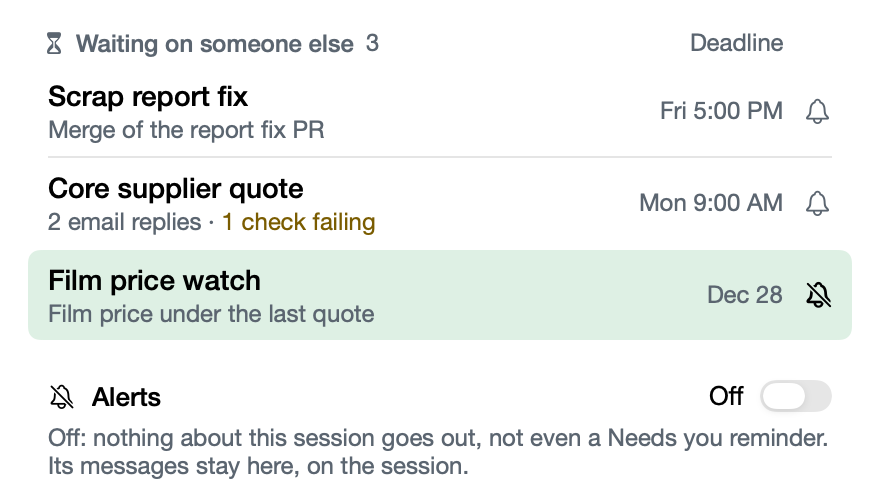 Waiting on someone else 3
Deadline
Scrap report fix
Fri 5:00 PM
Merge of the report fix PR
Core supplier quote
Mon 9:00 AM
2 email replies · 1 check failing
Film price watch
Dec 28
Film price under the last quote
Alerts
Off
Off: nothing about this session goes out, not even a Needs you reminder.
Its messages stay here, on the session.